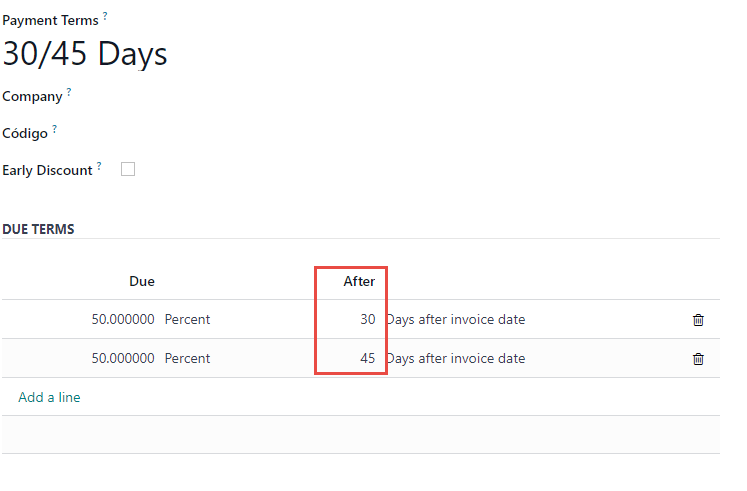 Payment Terms ?
30/45 Days
Company ?
Código ?
Early Discount ?
DUE TERMS
Due After
50.000000 Percent 30 Days after invoice date
50.000000 Percent 45 Days after invoice date
Add a line